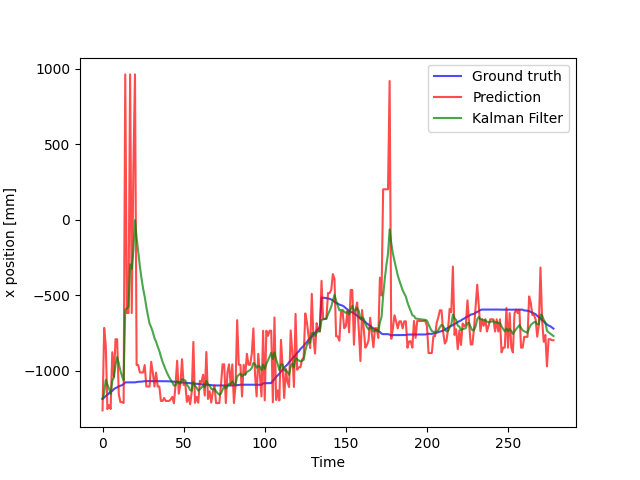 Ground truth
Prediction
Kalman Filter
1000
500
0
−500
−1000
x position [mm]
0 50 100 150 200 250
Time